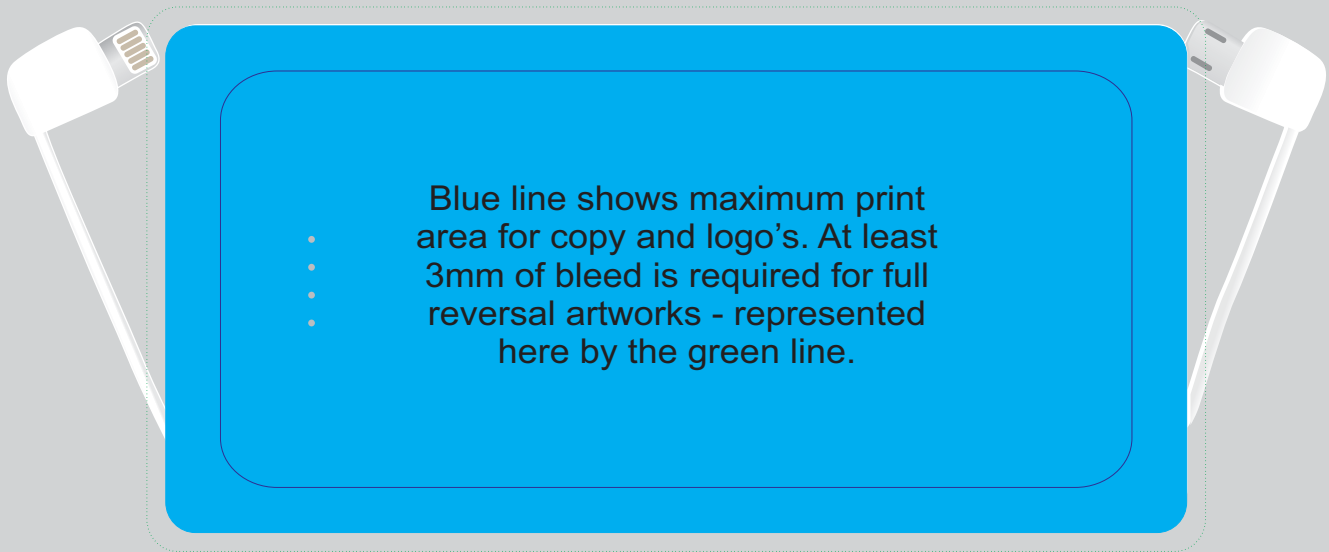 Blue line shows maximum print
area for copy and logo’s. At least
3mm of bleed is required for full
reversal artworks - represented
here by the green line.